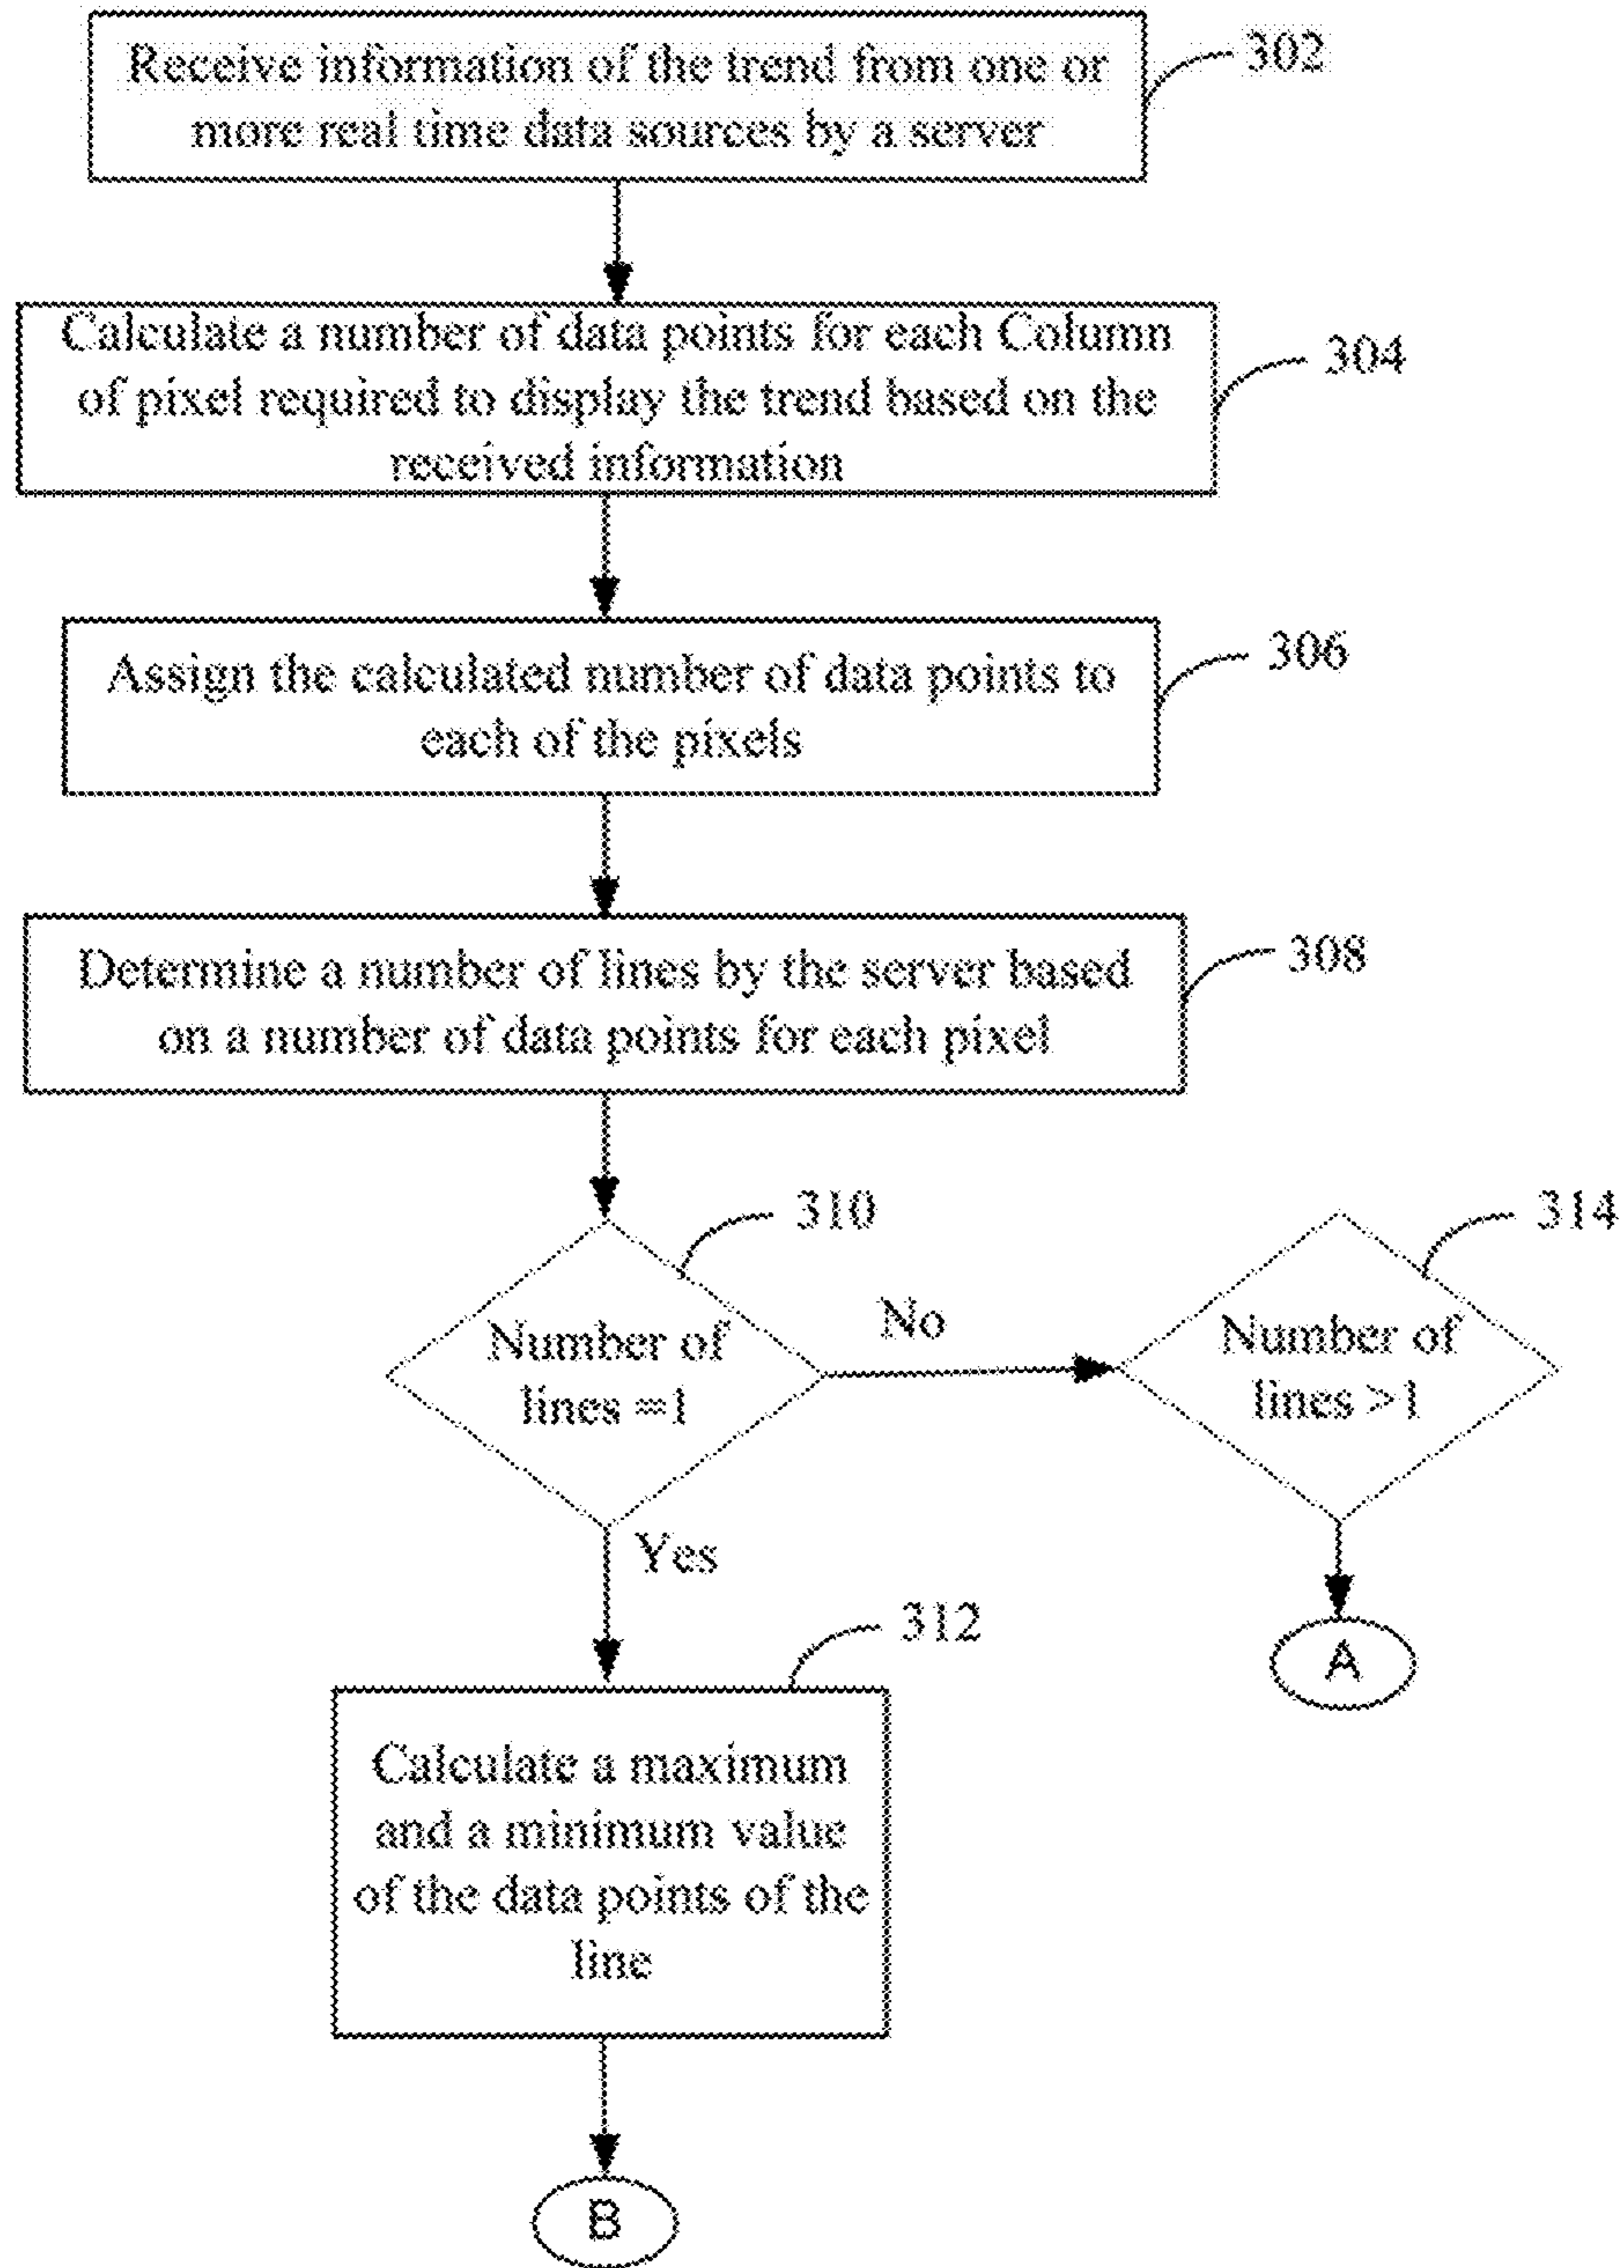 Receive information of the trend from one or
more real time data sources by a server
302
Calculate a number of data points for each Column
of pixel required to display the trend based on the
received information
304
Assign the calculated number of data points to
each of the pixels
306
Determine a number of lines by the server based
on a number of data points for each pixel
308
310
Number of
lines =1
No
314
Number of
lines >1
Yes
A
312
Calculate a maximum
and a minimum value
of the data points of the
line
B